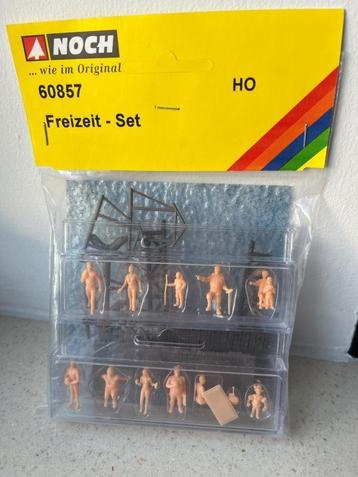 NOCH
... wie im Original
60857
HO
Freizeit - Set